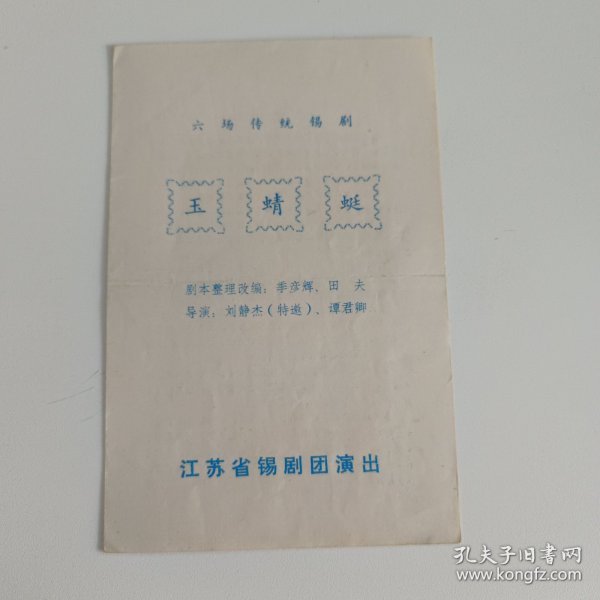 六场传统锡剧
玉蜻蜓
剧本整理改编：季彦辉、田夫
导演：刘静杰（特邀）、谭君卿
江苏省锡剧团演出
孔夫子旧书网
www.kongfz.com